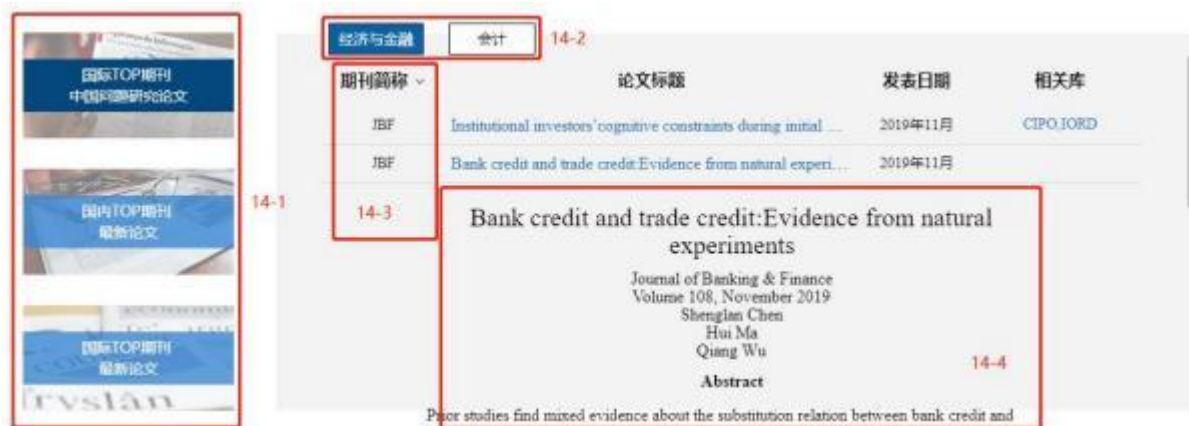 国际TOP期刊
中国问题研究论文
国内TOP期刊
最新论文
国际TOP期刊
最新论文
14-1
经济与金融 会计 14-2
期刊简称 论文标题 发表日期 相关库
JBF Institutional investors'cognitive constraints during initial ... 2019年11月 CIPO,IORD
JBF Bank credit and trade credit:Evidence from natural experi... 2019年11月
14-3
Bank credit and trade credit:Evidence from natural
experiments
Journal of Banking & Finance
Volume 108, November 2019
Shenglan Chen
Hui Ma
Qiang Wu
14-4
Abstract
Prior studies find mixed evidence about the substitution relation between bank credit and